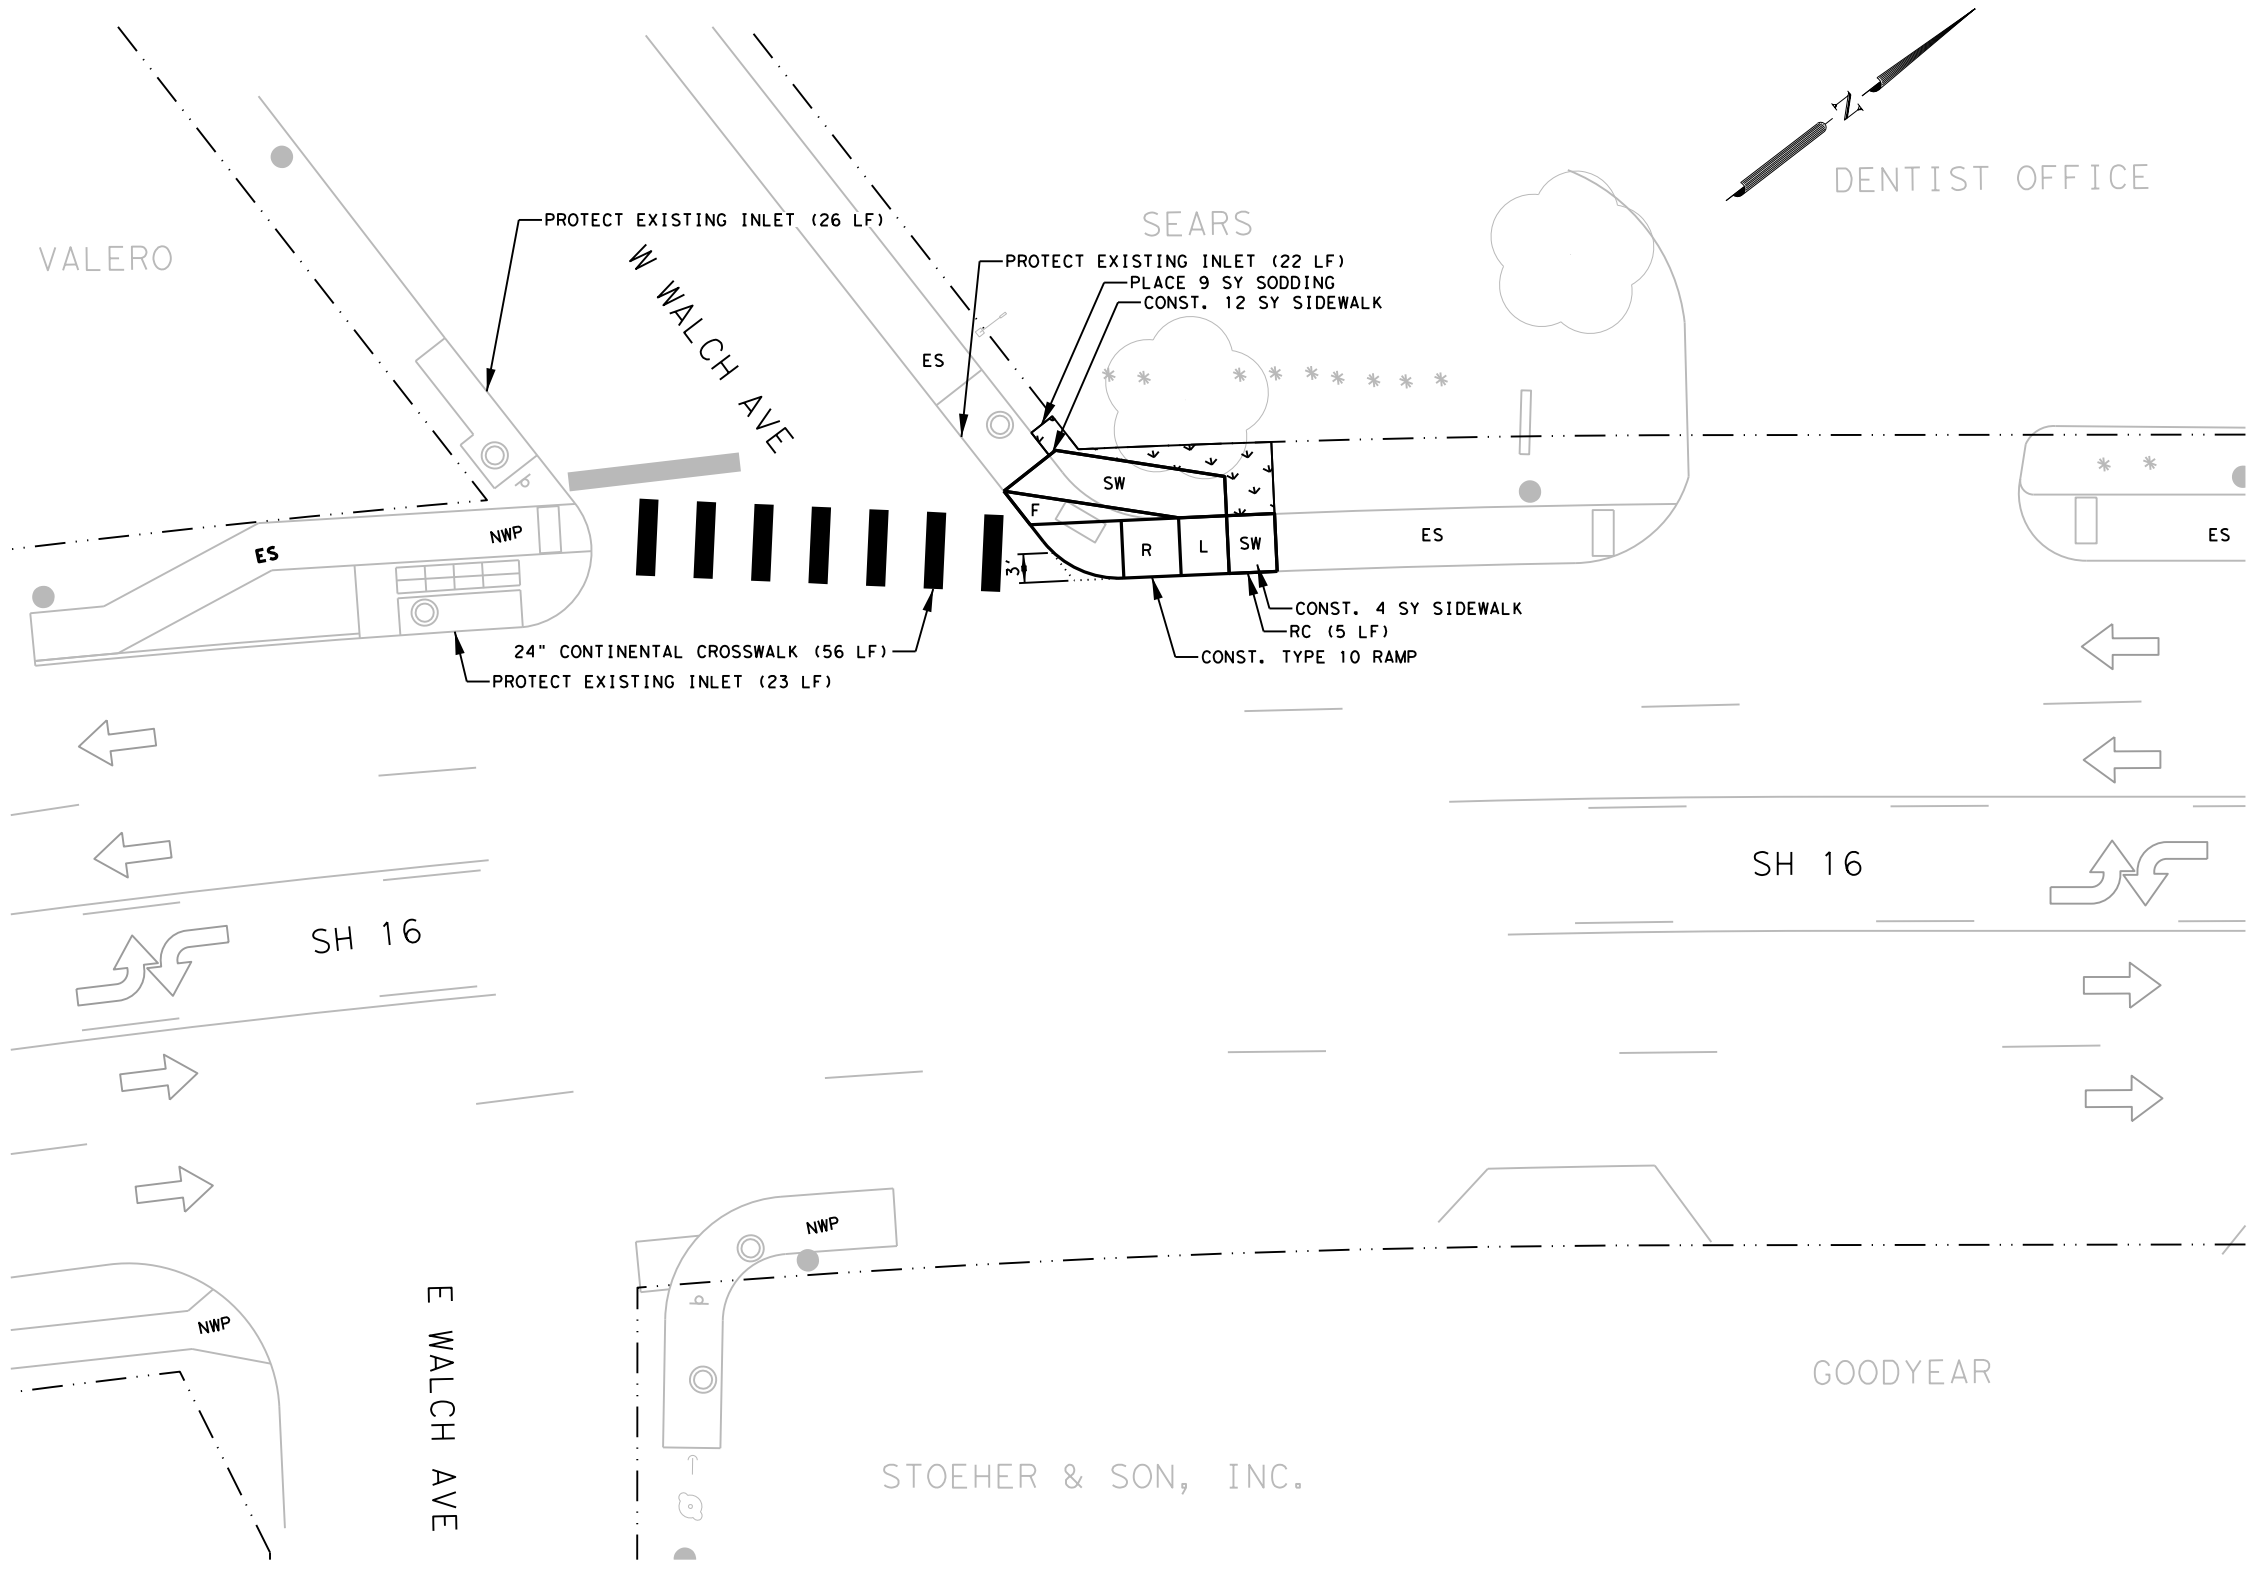 N
DENTIST OFFICE
SEARS
VALERO
PROTECT EXISTING INLET (26 LF)
W WALCH AVE
PROTECT EXISTING INLET (22 LF)
PLACE 9 SY SODDING
CONST. 12 SY SIDEWALK
ES
SW
F
R
L
SW
3'
ES
ES
NWP
ES
CONST. 4 SY SIDEWALK
RC (5 LF)
CONST. TYPE 10 RAMP
24" CONTINENTAL CROSSWALK (56 LF)
PROTECT EXISTING INLET (23 LF)
SH 16
SH 16
NWP
NWP
E WALCH AVE
GOODYEAR
STOEHER & SON, INC.